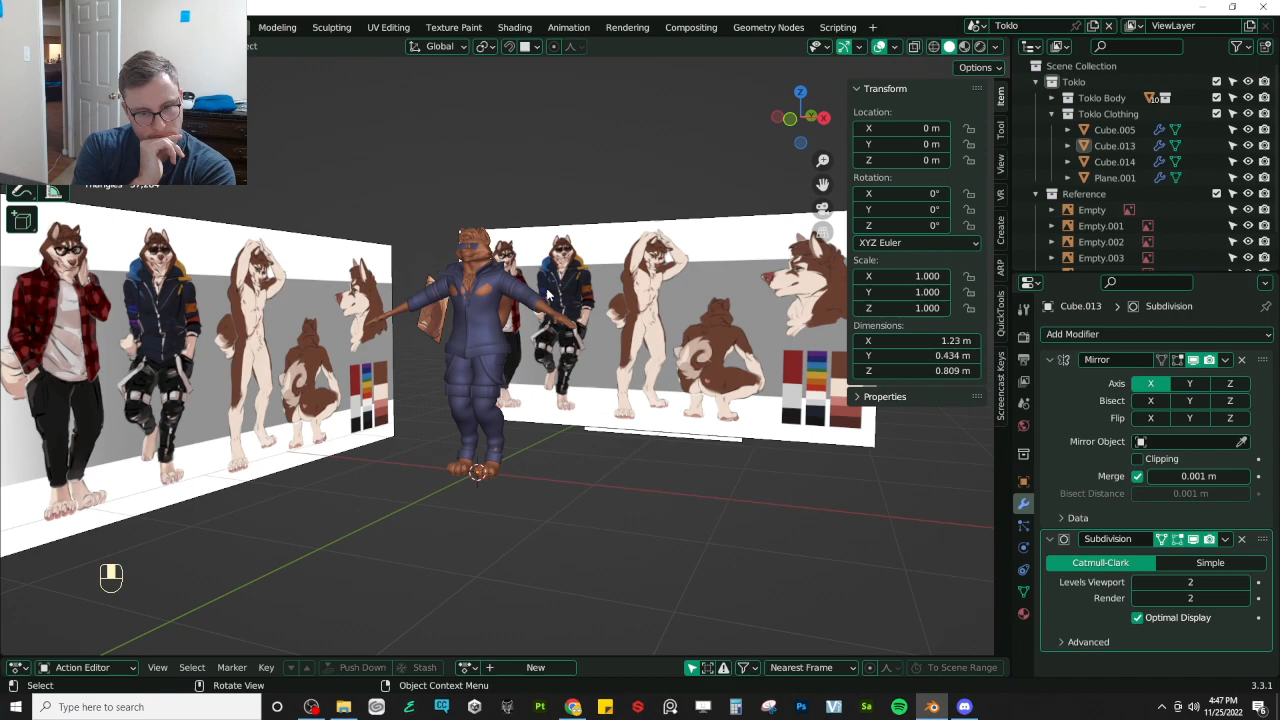 Modeling Sculpting UV Editing Texture Paint Shading Animation Rendering Compositing Geometry Nodes Scripting + Toklo ViewLayer
Global
Options
Transform
Location:
X 0 m
Y 0 m
Z 0 m
Rotation:
X 0°
Y 0°
Z 0°
XYZ Euler
Scale:
X 1.000
Y 1.000
Z 1.000
Dimensions:
X 1.23 m
Y 0.434 m
Z 0.809 m
Properties
Item
Tool
View
VR
Create
ARP
QuickTools
Screencast Keys
Z
X
Scene Collection
Toklo
Toklo Body 10
Toklo Clothing
Cube.005
Cube.013
Cube.014
Plane.001
Reference
Empty
Empty.001
Empty.002
Empty.003
Cube.013 > Subdivision
Add Modifier
Mirror
Axis X Y Z
Bisect X Y Z
Flip X Y Z
Mirror Object
Clipping
Merge 0.001 m
Bisect Distance 0.001 m
Data
Subdivision
Catmull-Clark Simple
Levels Viewport 2
Render 2
Optimal Display
Advanced
Action Editor View Select Marker Key Push Down Stash + New Nearest Frame To Scene Range
Select Rotate View Object Context Menu 3.3.1
Type here to search
4:47 PM
11/25/2022